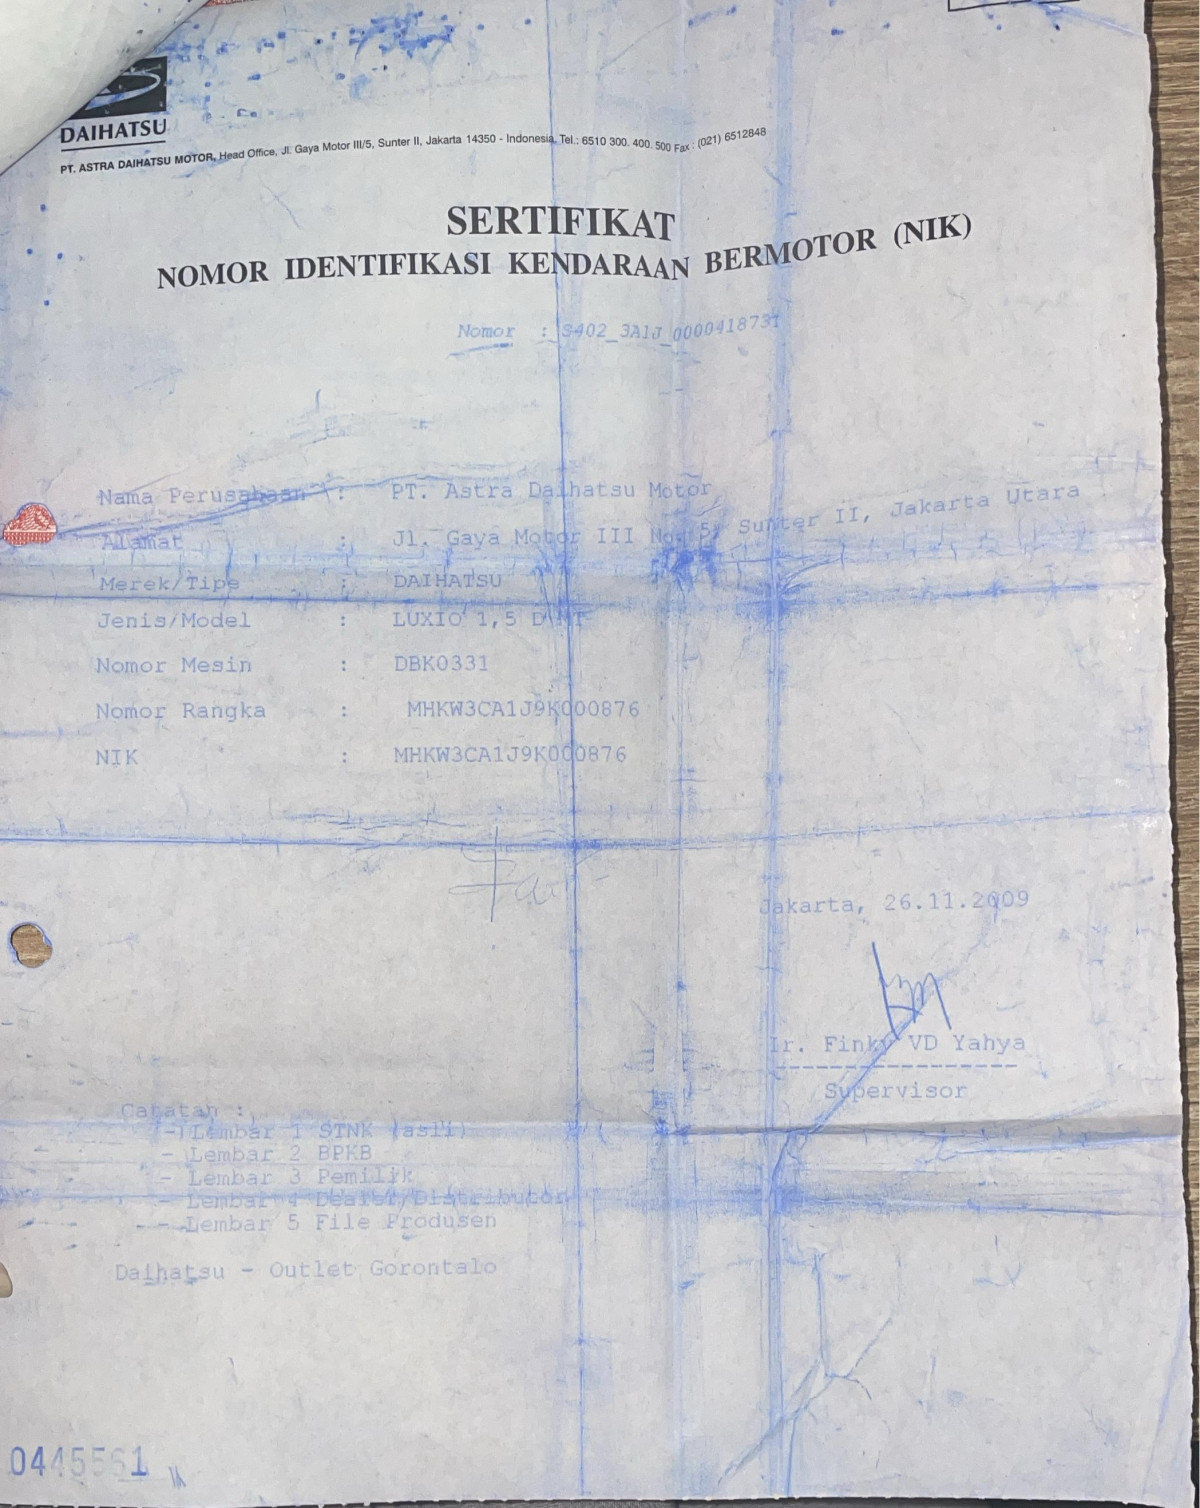 DAIHATSU
PT. ASTRA DAIHATSU MOTOR, Head Office, Jl. Gaya Motor III/5, Sunter II, Jakarta 14350 - Indonesia, Tel.: 6510 300. 400. 500 Fax : (021) 6512848
SERTIFIKAT
NOMOR IDENTIFIKASI KENDARAAN BERMOTOR (NIK)
Nomor : S402_3A1J_0000418731
Nama Perusahaan : PT. Astra Daihatsu Motor
Alamat : Jl. Gaya Motor III No. 5, Sunter II, Jakarta Utara
Merek/Tipe : DAIHATSU
Jenis/Model : LUXIO 1,5 D
Nomor Mesin : DBK0331
Nomor Rangka : MHKW3CA1J9K000876
NIK : MHKW3CA1J9K000876
Jakarta, 26.11.2009
Ir. Finky VD Yahya
Supervisor
Catatan :
- Lembar 1 STNK (asli)
- Lembar 2 BPKB
- Lembar 3 Pemilik
- Lembar 4 Dealer/Distributor
- Lembar 5 File Produsen
Daihatsu - Outlet Gorontalo
0445561